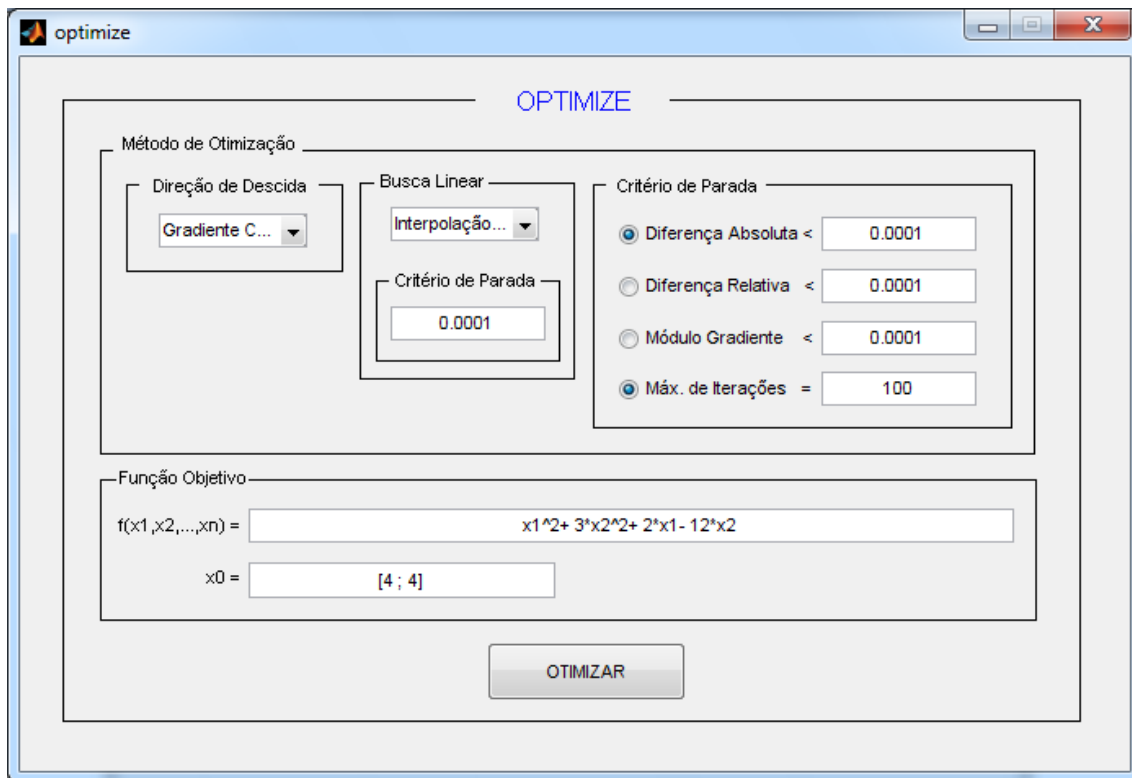 optimize
OPTIMIZE
Método de Otimização
Direção de Descida
Gradiente C...
Busca Linear
Interpolação...
Critério de Parada
0.0001
Critério de Parada
Diferença Absoluta < 0.0001
Diferença Relativa < 0.0001
Módulo Gradiente < 0.0001
Máx. de Iterações = 100
Função Objetivo
f(x1,x2,...,xn) = x1^2+ 3*x2^2+ 2*x1- 12*x2
x0 = [4 ; 4]
OTIMIZAR